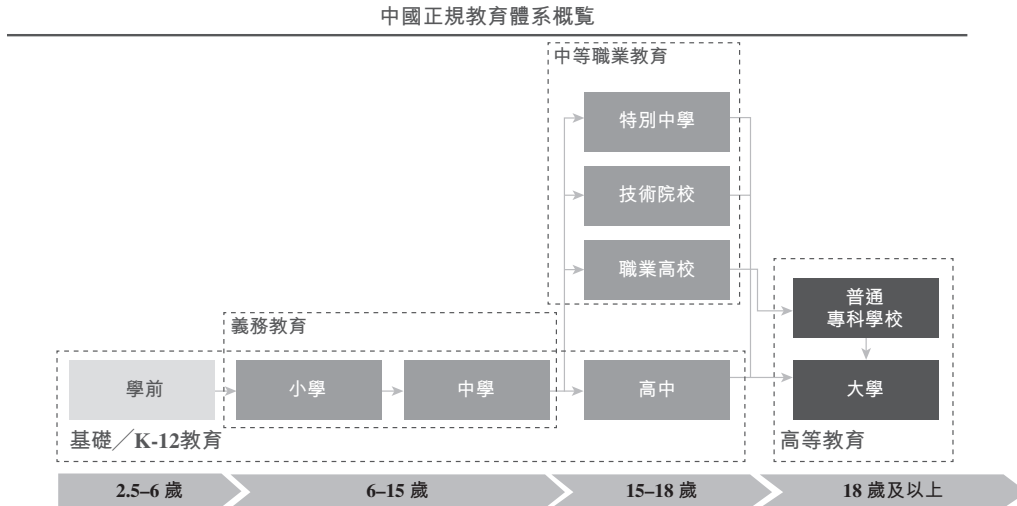 中國正規教育體系概覧
中等職業教育
特別中學
技術院校
職業高校
普通
專科學校
義務教育
學前
小學
中學
高中
大學
基礎／K-12教育
高等教育
2.5–6 歲
6–15 歲
15–18 歲
18 歲及以上